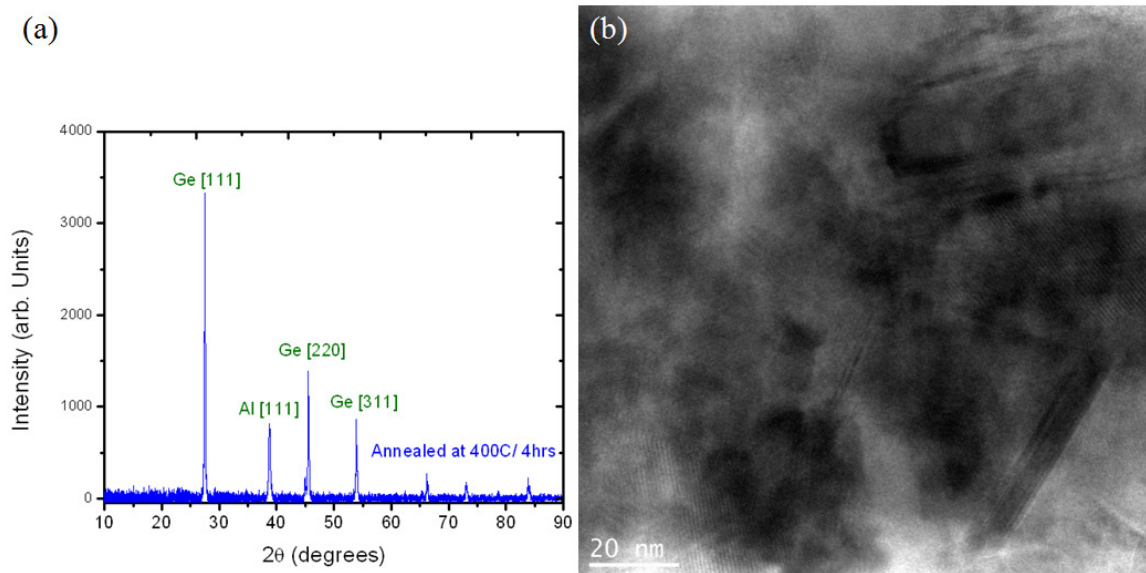 (a)
(b)
4000
3000
2000
1000
0
Intensity (arb. Units)
Ge [111]
Al [111]
Ge [220]
Ge [311]
Annealed at 400C/ 4hrs
10 20 30 40 50 60 70 80 90
2θ (degrees)
20 nm